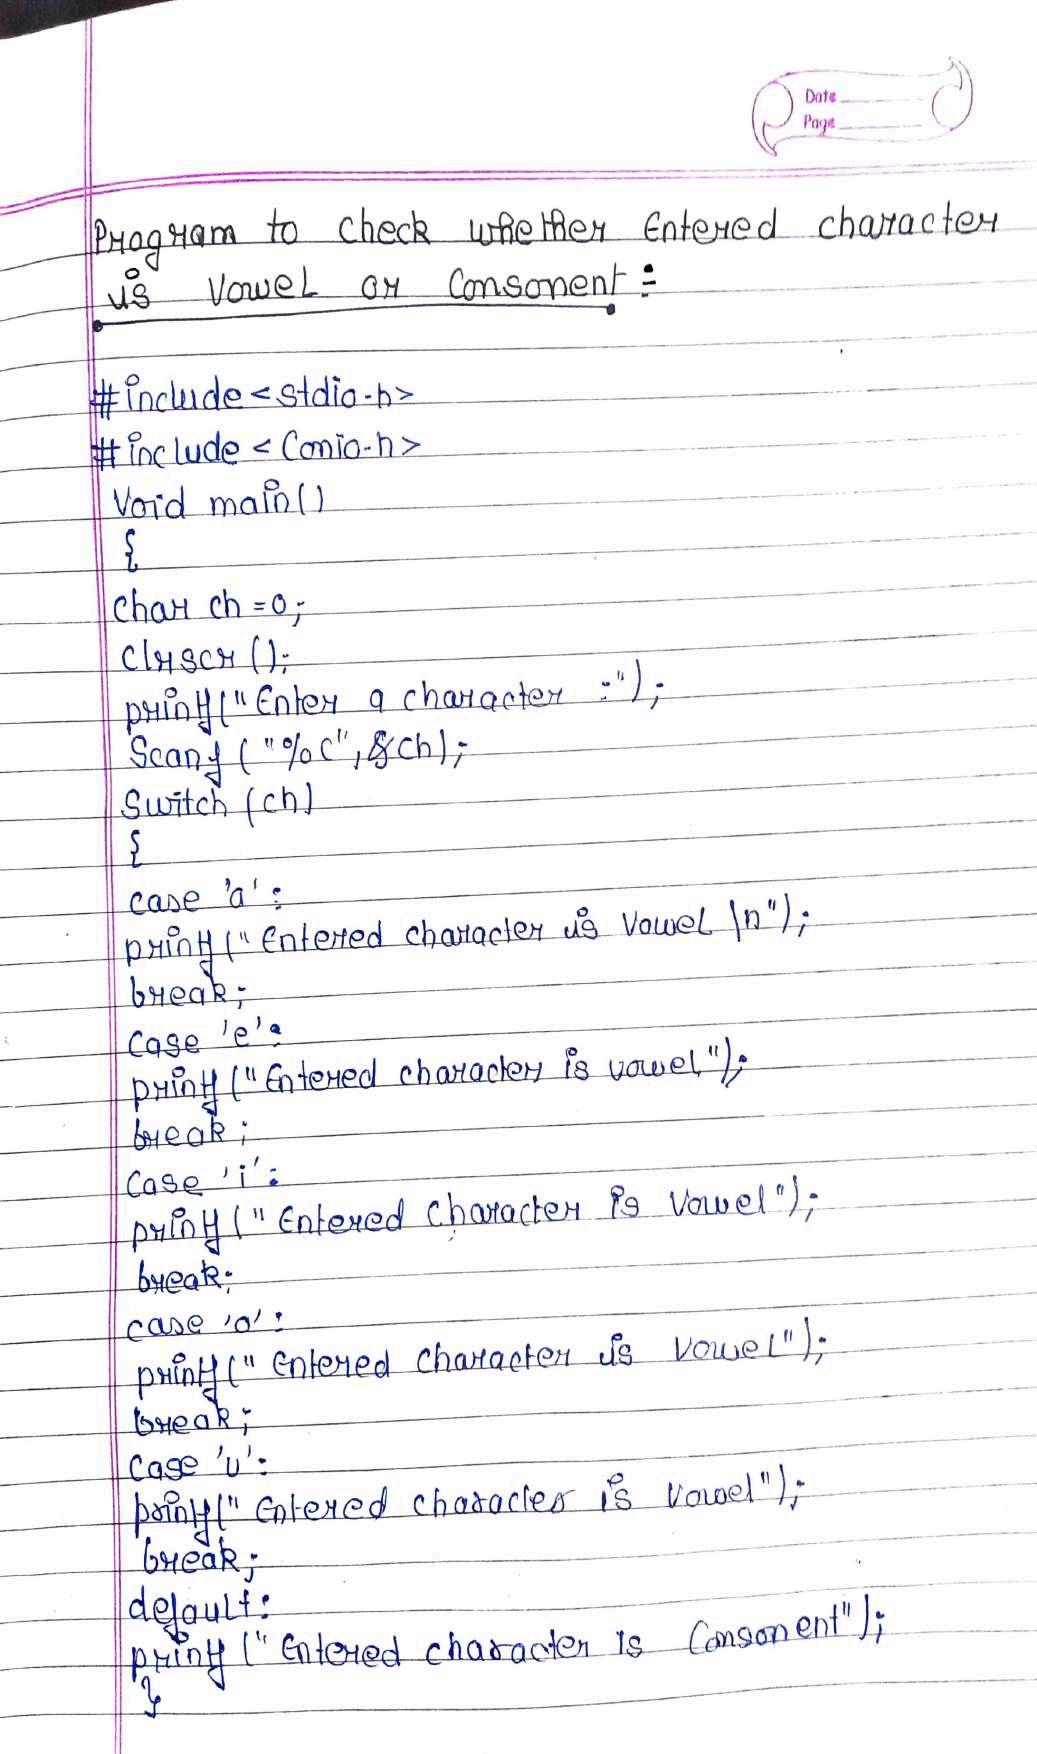 Date
Page
Program to check whether Entered character
is Vowel or Consonent :
#include <stdio.h>
#include <Conio.h>
Void main()
{
char ch = 0;
clrscr();
printf("Enter a character :");
Scanf ("%c", &ch);
Switch (ch)
{
case 'a' :
printf("Entered character is Vowel \n");
break;
case 'e':
printf("Entered character is vowel");
break;
Case 'i':
printf("Entered character is Vowel");
break;
case 'o' :
printf("Entered character is Vowel");
break;
Case 'u':
printf("Entered character is Vowel");
break;
default:
printf("Entered character is Consonent");
}